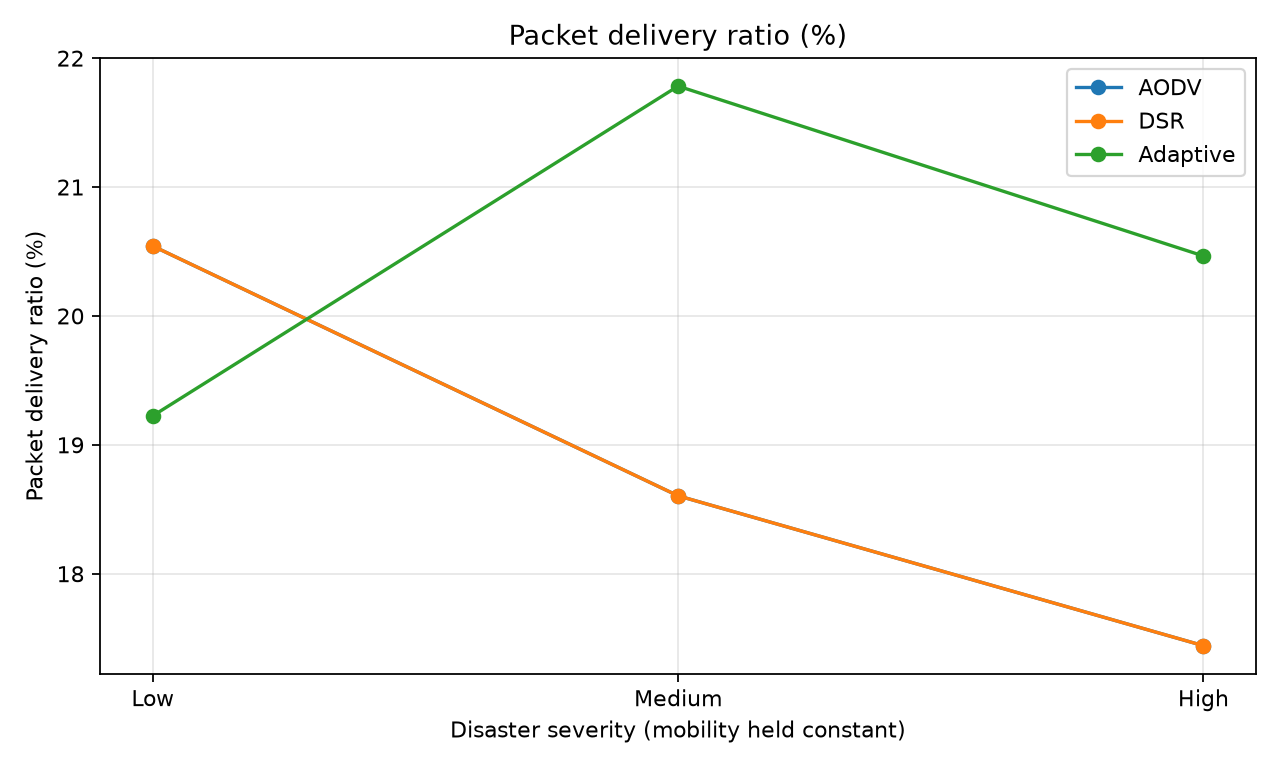 Packet delivery ratio (%)
22
21
20
19
18
Packet delivery ratio (%)
AODV
DSR
Adaptive
Low
Medium
High
Disaster severity (mobility held constant)